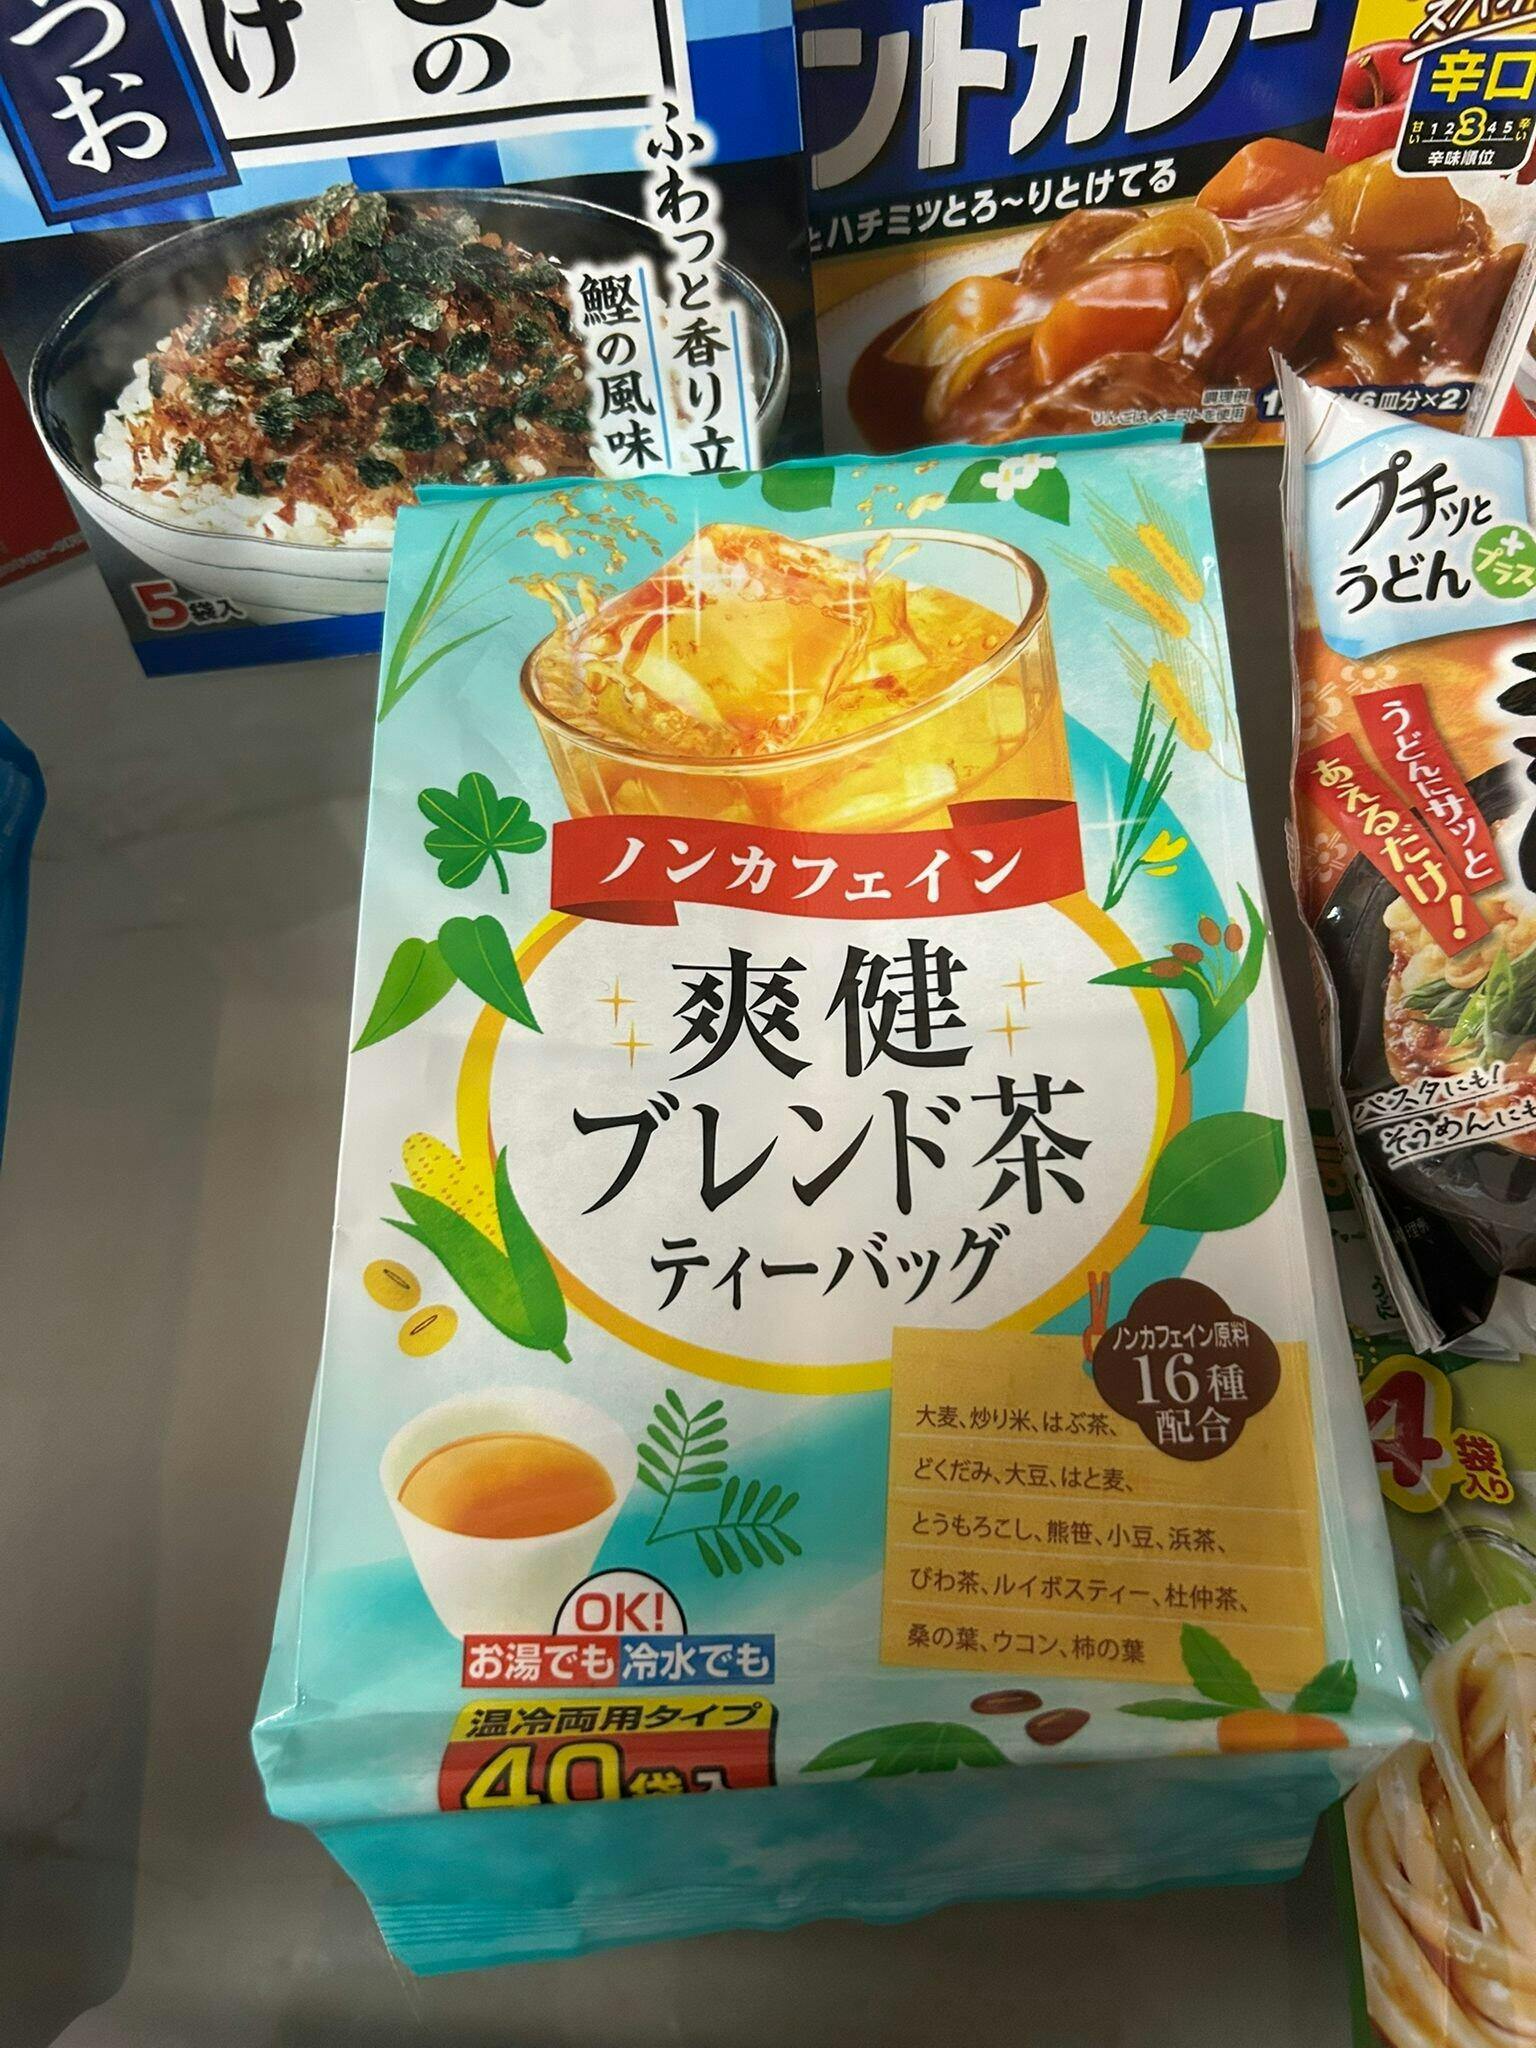 つお
け
の
ふわっと香り立
鰹の風味
5袋入
ントカレー
とハチミツとろ～りとけてる
辛口
甘い 1 2 3 4 5 辛い
辛味順位
調理例
りんごは、ペーストを使用
(6皿分×2)
プチッと
うどん
+プラス
うどんにサッと
あえるだけ!
パスタにも!
そうめんにも
4袋入り
ノンカフェイン
爽健
ブレンド茶
ティーバッグ
ノンカフェイン原料
16種
配合
大麦、炒り米、はぶ茶、
どくだみ、大豆、はと麦、
とうもろこし、熊笹、小豆、浜茶、
びわ茶、ルイボスティー、杜仲茶、
桑の葉、ウコン、柿の葉
OK!
お湯でも 冷水でも
温冷両用タイプ
40袋入